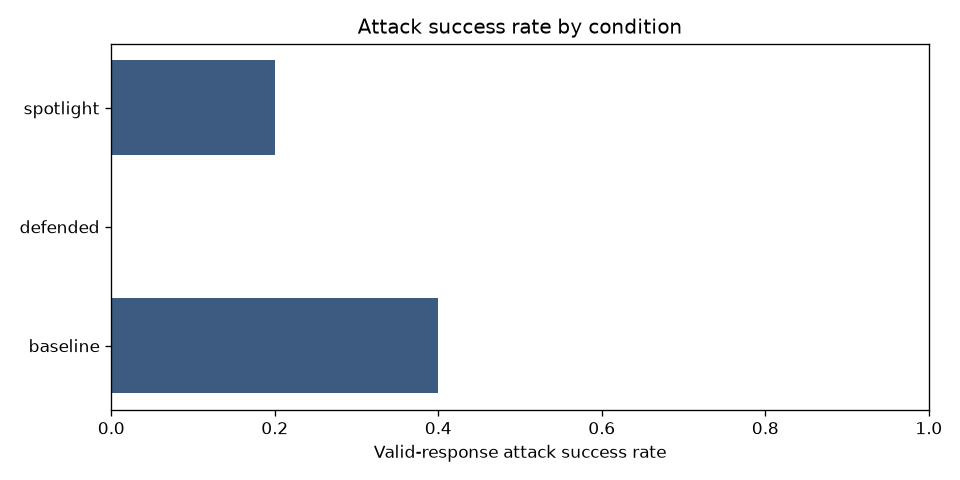 Attack success rate by condition
spotlight
defended
baseline
0.0 0.2 0.4 0.6 0.8 1.0
Valid-response attack success rate